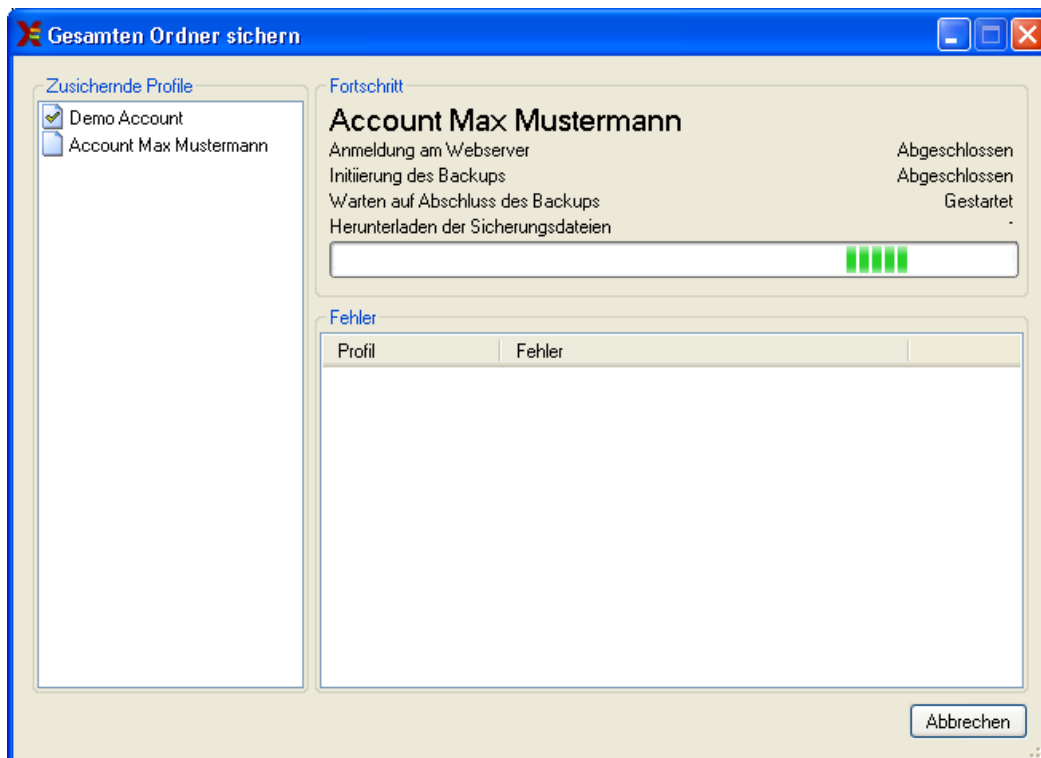 Gesamten Ordner sichern
Zusichernde Profile
Demo Account
Account Max Mustermann
Fortschritt
Account Max Mustermann
Anmeldung am Webserver Abgeschlossen
Initiierung des Backups Abgeschlossen
Warten auf Abschluss des Backups Gestartet
Herunterladen der Sicherungsdateien -
Fehler
Profil Fehler
Abbrechen